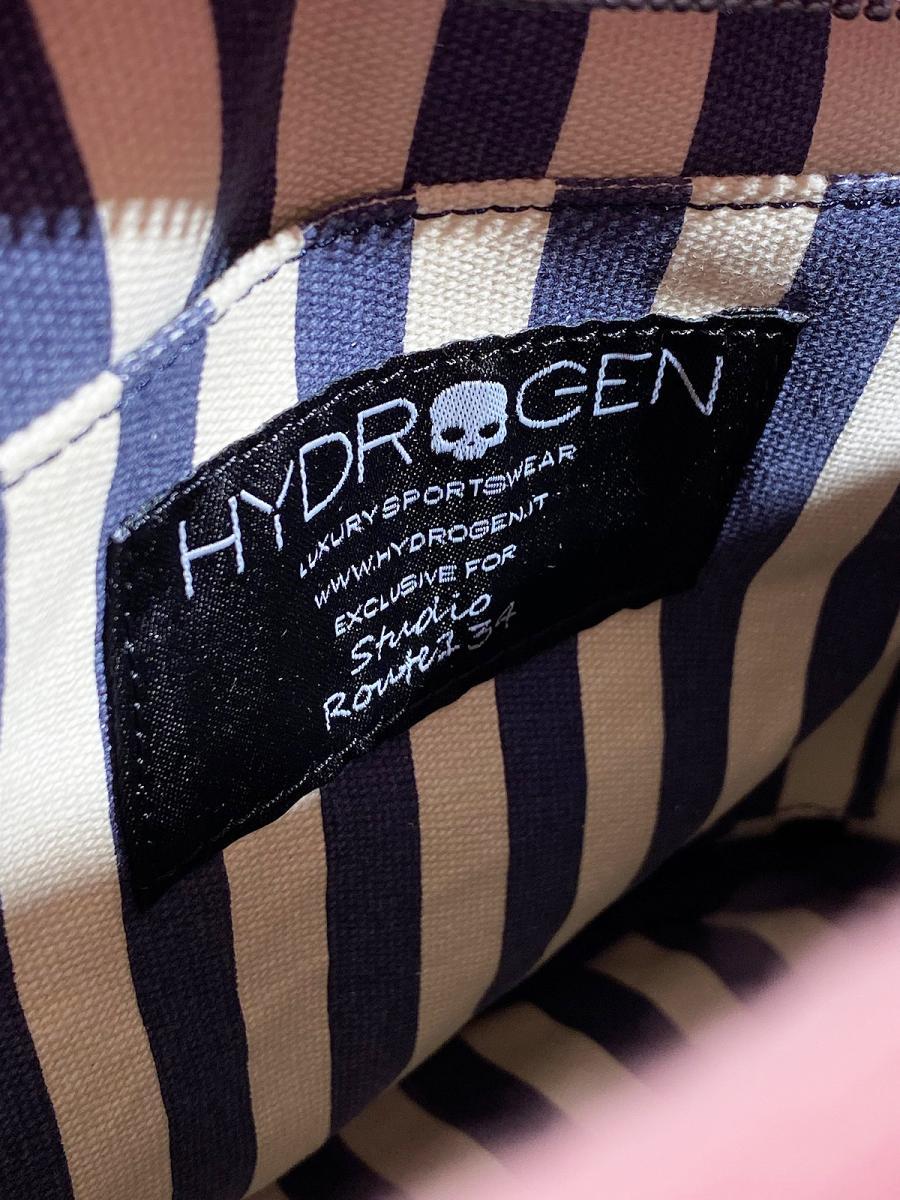 HYDROGEN
LUXURYSPORTSWEAR
WWW.HYDROGEN.IT
EXCLUSIVE FOR
Studio
Route134